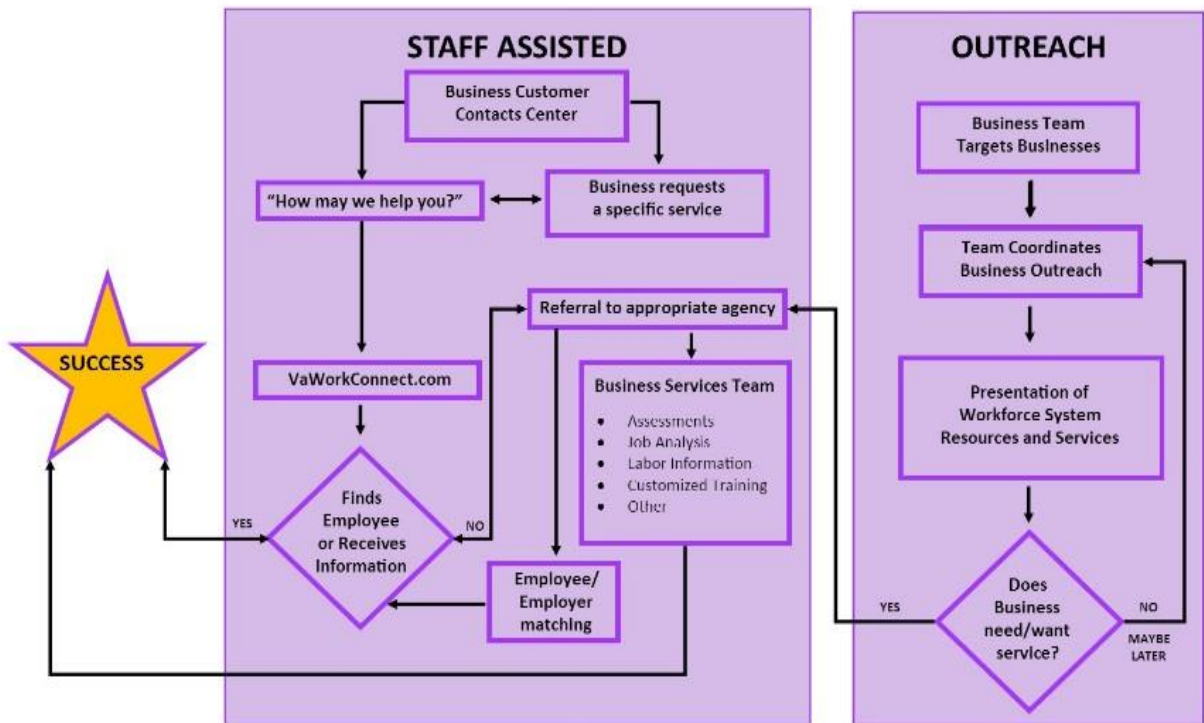 STAFF ASSISTED
Business Customer
Contacts Center
“How may we help you?”
Business requests
a specific service
Referral to appropriate agency
VaWorkConnect.com
Business Services Team
• Assessments
• Job Analysis
• Labor Information
• Customized Training
• Other
Finds
Employee
or Receives
Information
YES
NO
Employee/
Employer
matching
SUCCESS
OUTREACH
Business Team
Targets Businesses
Team Coordinates
Business Outreach
Presentation of
Workforce System
Resources and Services
Does
Business
need/want
service?
YES
NO
MAYBE
LATER